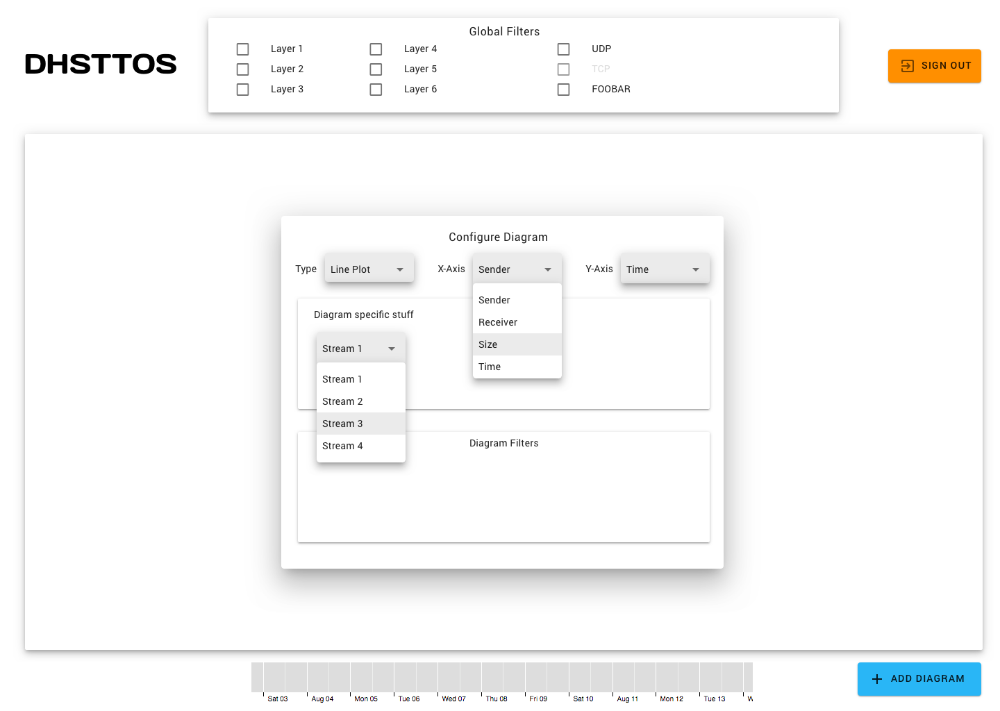 DHSTTOS
Global Filters
Layer 1
Layer 2
Layer 3
Layer 4
Layer 5
Layer 6
UDP
TCP
FOOBAR
SIGN OUT
Configure Diagram
Type
Line Plot
X-Axis
Sender
Y-Axis
Time
Sender
Receiver
Size
Time
Diagram specific stuff
Stream 1
Stream 1
Stream 2
Stream 3
Stream 4
Diagram Filters
Sat 03
Aug 04
Mon 05
Tue 06
Wed 07
Thu 08
Fri 09
Sat 10
Aug 11
Mon 12
Tue 13
ADD DIAGRAM